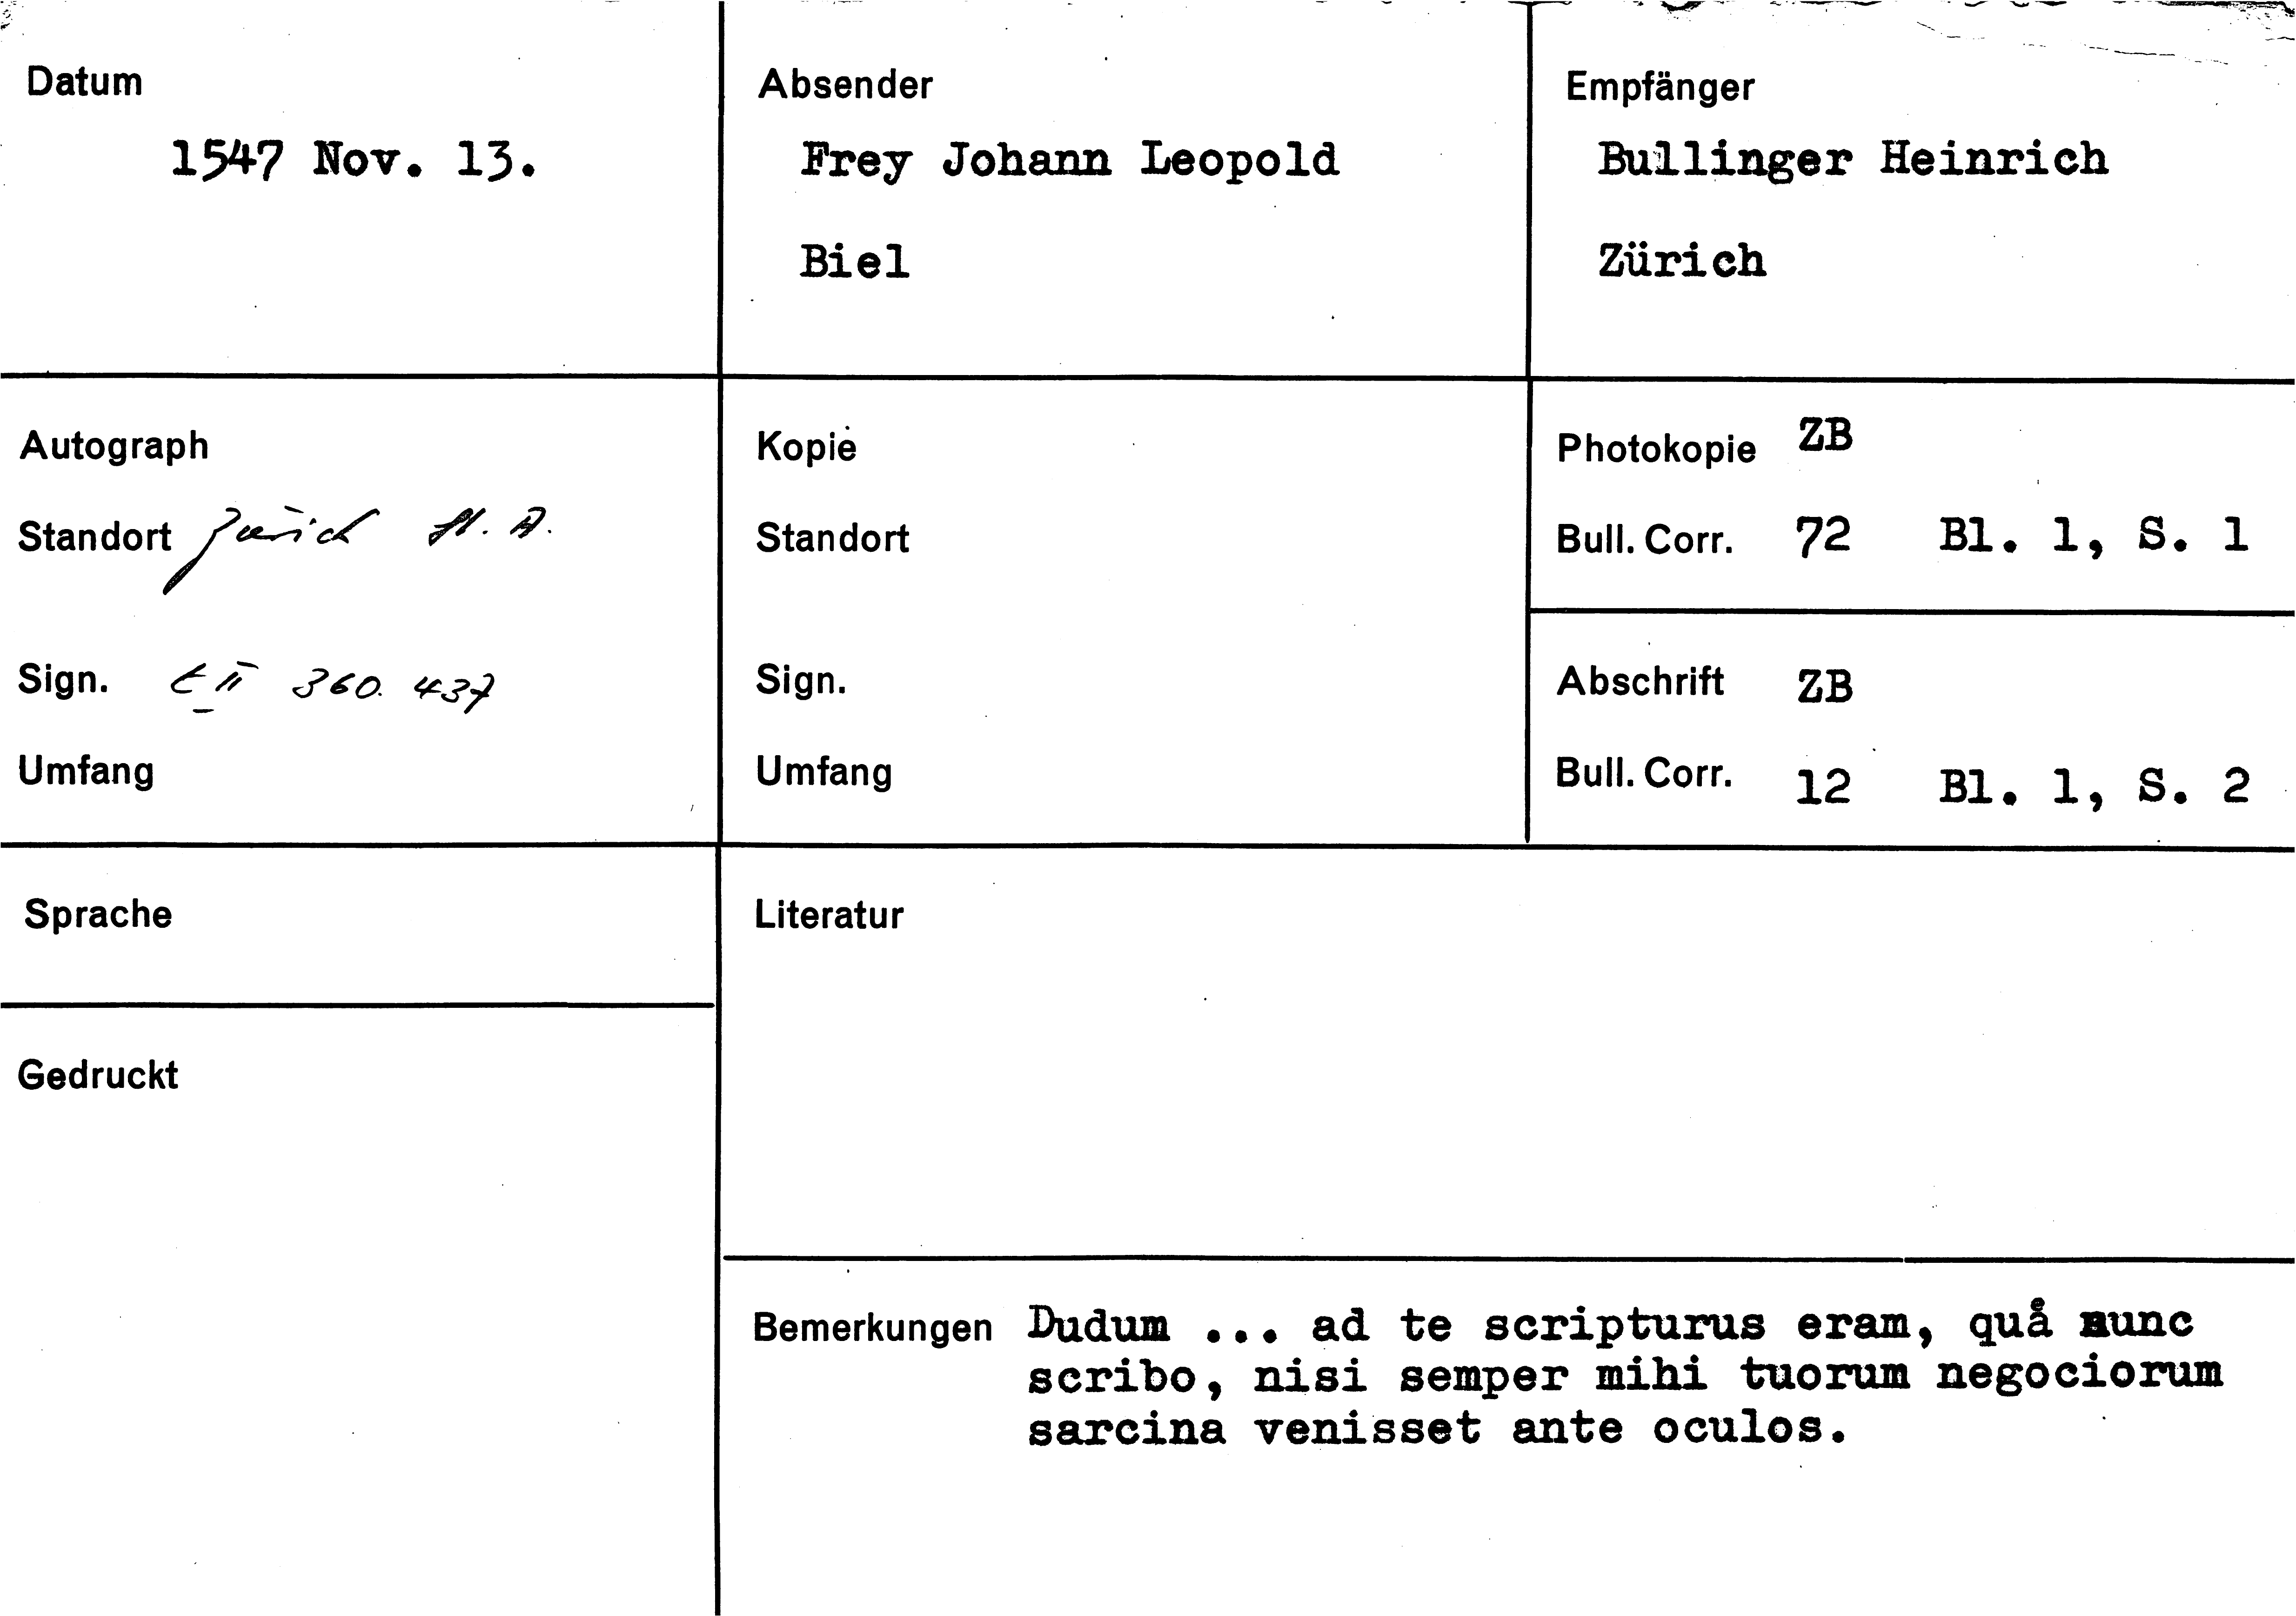 Datum
1547 Nov. 13.
Absender
Frey Johann Leopold
Biel
Empfänger
Bullinger Heinrich
Zürich
Autograph
Standort Zürich St. A.
Sign. E II 360. 437
Umfang
Kopie
Standort
Sign.
Umfang
Photokopie ZB
Bull. Corr. 72 Bl. 1, S. 1
Abschrift ZB
Bull. Corr. 12 Bl. 1, S. 2
Sprache
Gedruckt
Literatur
Bemerkungen Dudum ... ad te scripturus eram, quå nunc
scribo, nisi semper mihi tuorum negociorum
sarcina venisset ante oculos.